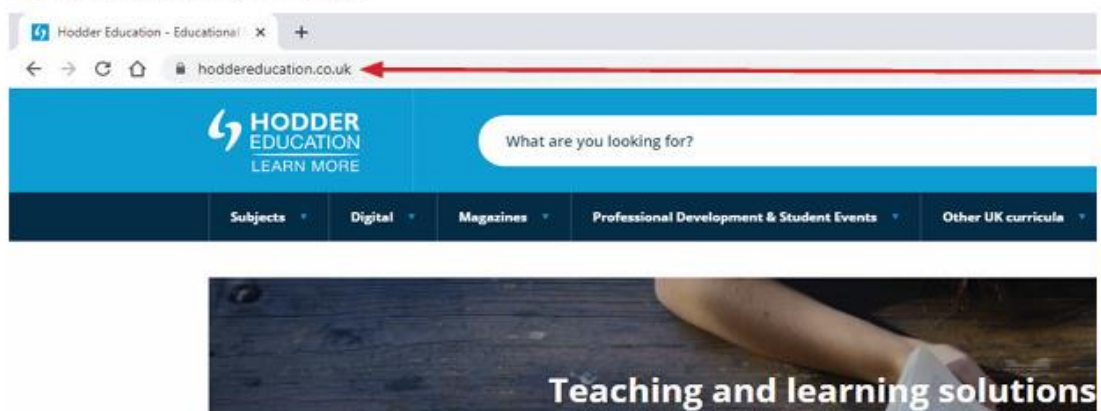 Hodder Education - Educational
hoddereducation.co.uk
HODDER
EDUCATION
LEARN MORE
What are you looking for?
Subjects Digital Magazines Professional Development & Student Events Other UK curricula
Teaching and learning solutions